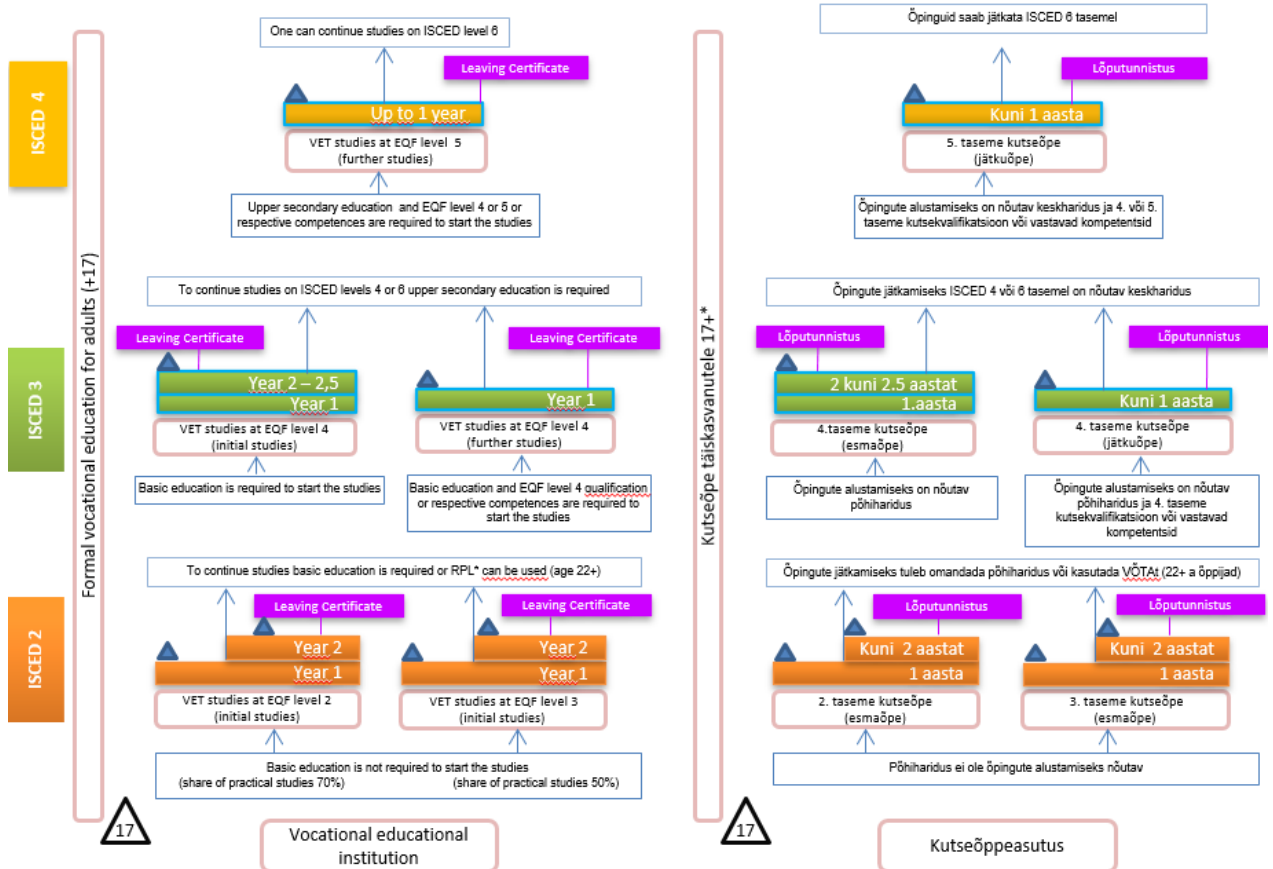 ISCED 4
ISCED 3
ISCED 2
Formal vocational education for adults (+17)
One can continue studies on ISCED level 6
Leaving Certificate
Up to 1 year
VET studies at EQF level 5
(further studies)
Upper secondary education and EQF level 4 or 5 or
respective competences are required to start the studies
To continue studies on ISCED levels 4 or 6 upper secondary education is required
Leaving Certificate
Year 2 – 2,5
Year 1
VET studies at EQF level 4
(initial studies)
Basic education is required to start the studies
Leaving Certificate
Year 1
VET studies at EQF level 4
(further studies)
Basic education and EQF level 4 qualification
or respective competences are required to
start the studies
To continue studies basic education is required or RPL* can be used (age 22+)
Leaving Certificate
Year 2
Year 1
VET studies at EQF level 2
(initial studies)
Leaving Certificate
Year 2
Year 1
VET studies at EQF level 3
(initial studies)
Basic education is not required to start the studies
(share of practical studies 70%) (share of practical studies 50%)
17
Vocational educational
institution
Kutseõpe täiskasvanutele 17+*
Õpinguid saab jätkata ISCED 6 tasemel
Lõputunnistus
Kuni 1 aasta
5. taseme kutseõpe
(jätkuõpe)
Õpingute alustamiseks on nõutav keskharidus ja 4. või 5.
taseme kutsekvalifikatsioon või vastavad kompetentsid
Õpingute jätkamiseks ISCED 4 või 6 tasemel on nõutav keskharidus
Lõputunnistus
2 kuni 2.5 aastat
1.aasta
4.taseme kutseõpe
(esmaõpe)
Õpingute alustamiseks on nõutav
põhiharidus
Lõputunnistus
Kuni 1 aasta
4. taseme kutseõpe
(jätkuõpe)
Õpingute alustamiseks on nõutav
põhiharidus ja 4. taseme
kutsekvalifikatsioon või vastavad
kompetentsid
Õpingute jätkamiseks tuleb omandada põhiharidus või kasutada VÕTAt (22+ a õppijad)
Lõputunnistus
Kuni 2 aastat
1 aasta
2. taseme kutseõpe
(esmaõpe)
Lõputunnistus
Kuni 2 aastat
1 aasta
3. taseme kutseõpe
(esmaõpe)
Põhiharidus ei ole õpingute alustamiseks nõutav
17
Kutseõppeasutus